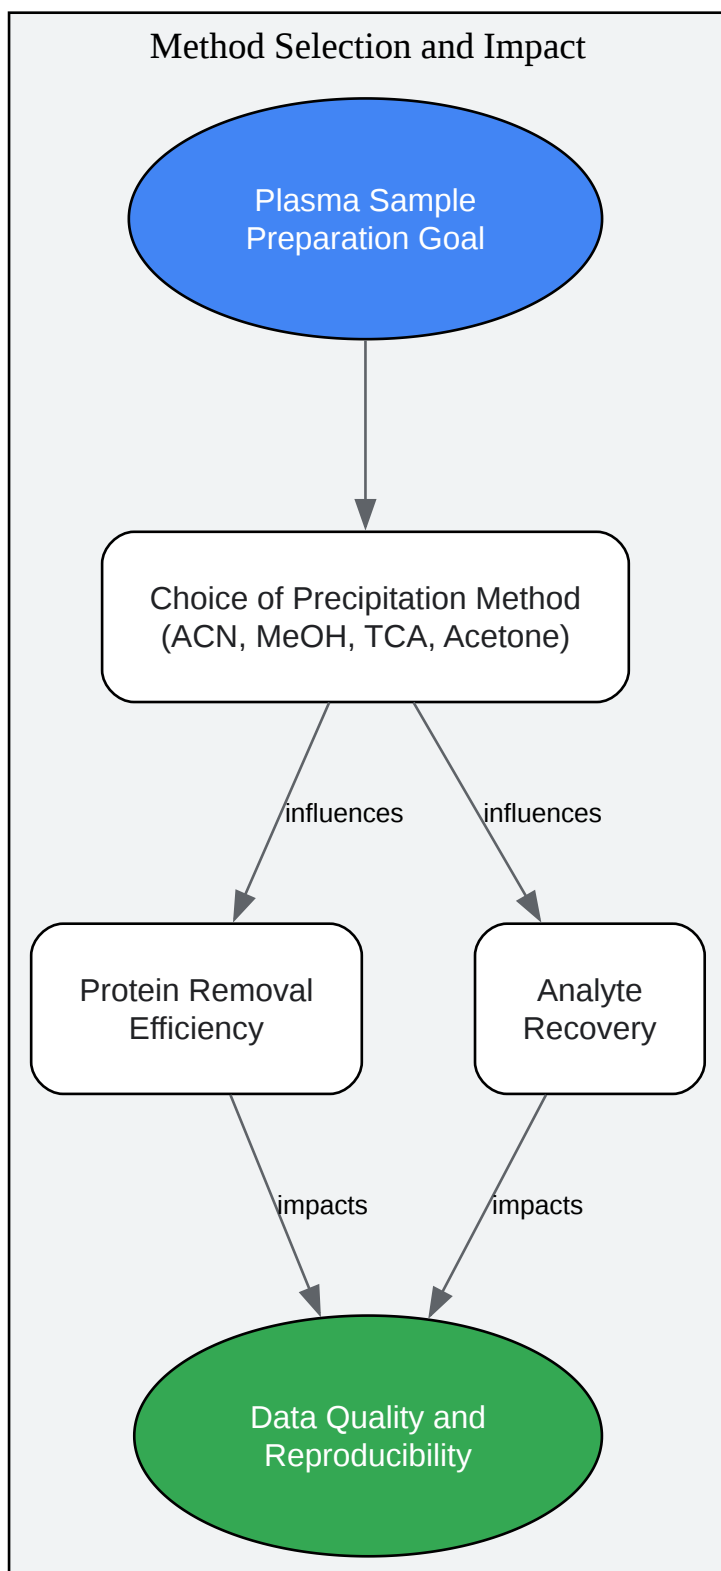 Method Selection and Impact
Plasma Sample
Preparation Goal
Choice of Precipitation Method
(ACN, MeOH, TCA, Acetone)
influences
influences
Protein Removal
Efficiency
Analyte
Recovery
impacts
impacts
Data Quality and
Reproducibility